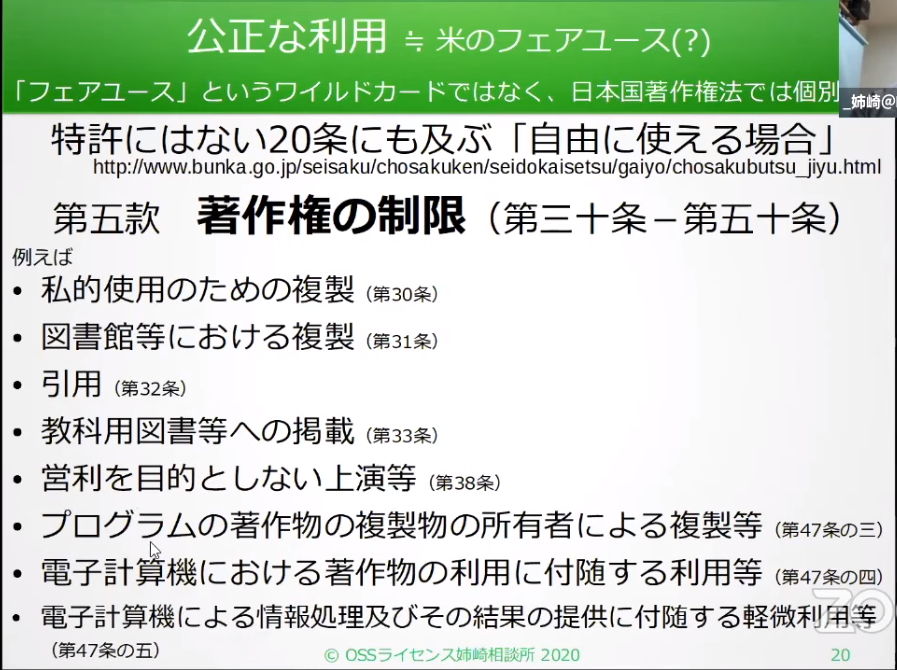 公正な利用 ≒ 米のフェアユース(?)
「フェアユース」というワイルドカードではなく、日本国著作権法では個別
_姉崎@
特許にはない20条にも及ぶ「自由に使える場合」
http://www.bunka.go.jp/seisaku/chosakuken/seidokaisetsu/gaiyo/chosakubutsu_jiyu.html
第五款 著作権の制限（第三十条－第五十条）
例えば
• 私的使用のための複製（第30条）
• 図書館等における複製（第31条）
• 引用（第32条）
• 教科用図書等への掲載（第33条）
• 営利を目的としない上演等（第38条）
• プログラムの著作物の複製物の所有者による複製等（第47条の三）
• 電子計算機における著作物の利用に付随する利用等（第47条の四）
• 電子計算機による情報処理及びその結果の提供に付随する軽微利用等
（第47条の五）
© OSSライセンス姉崎相談所 2020
20